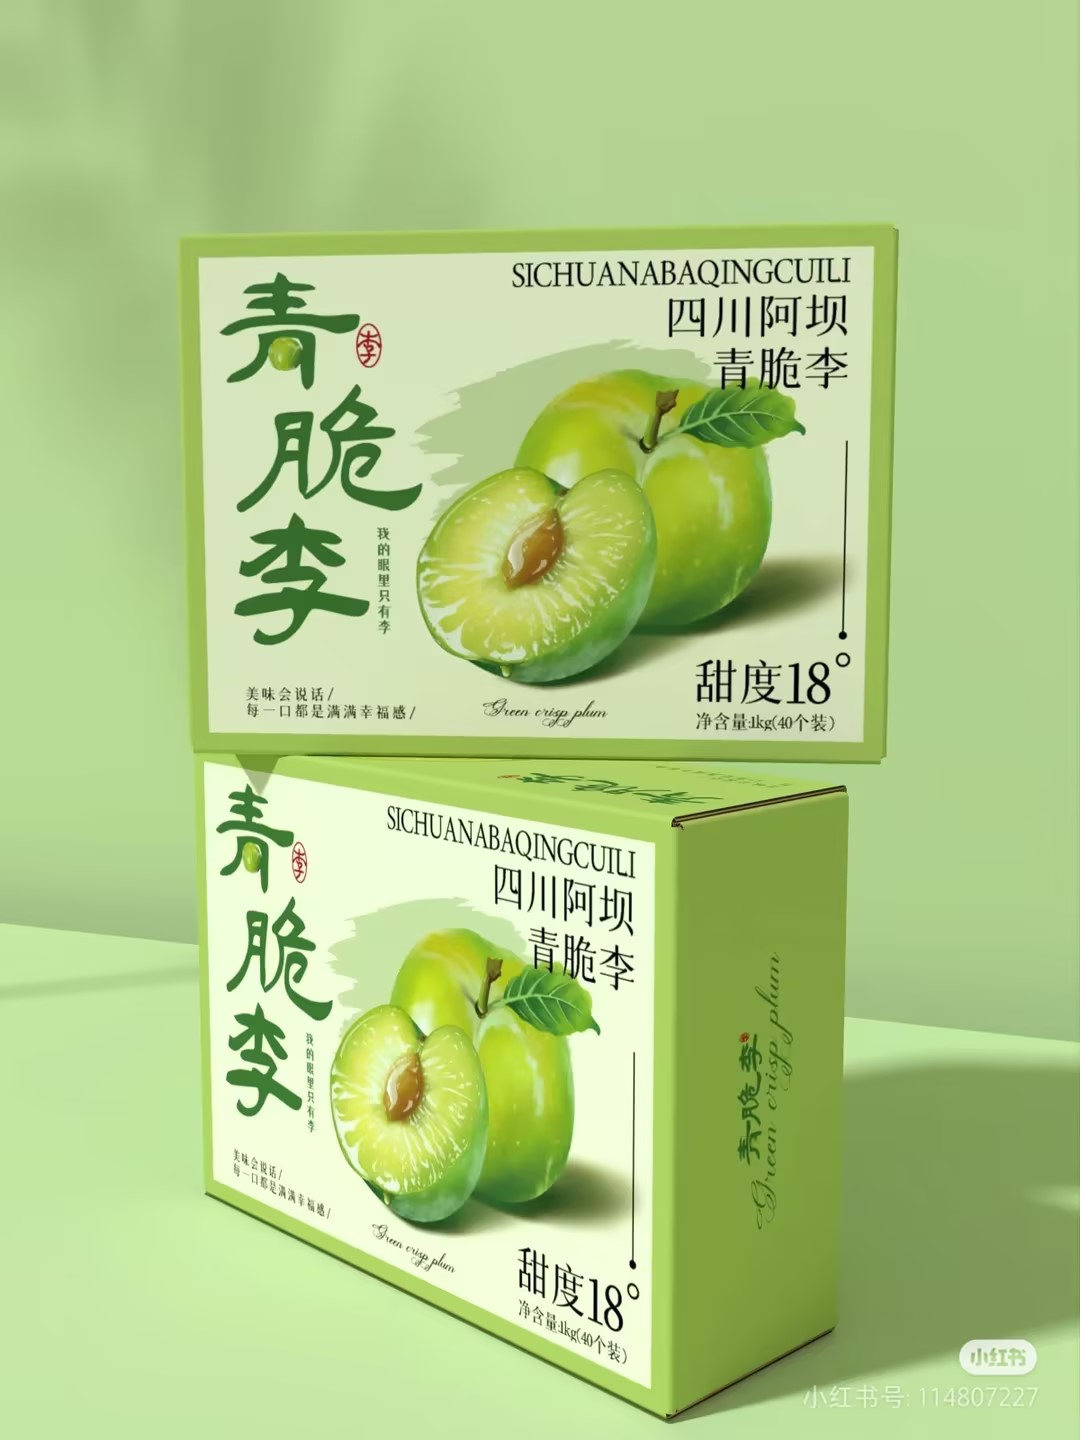 青脆李
李
我的眼里只有李
美味会说话/
每一口都是满满幸福感/
SICHUANABAQINGCUILI
四川阿坝
青脆李
Green crisp plum
甜度18°
净含量:1kg(40个装)
青脆李
青脆李
李
我的眼里只有李
美味会说话/
每一口都是满满幸福感/
SICHUANABAQINGCUILI
四川阿坝
青脆李
Green crisp plum
甜度18°
净含量:1kg(40个装)
青脆李
Green crisp plum
小红书
小红书号: 114807227